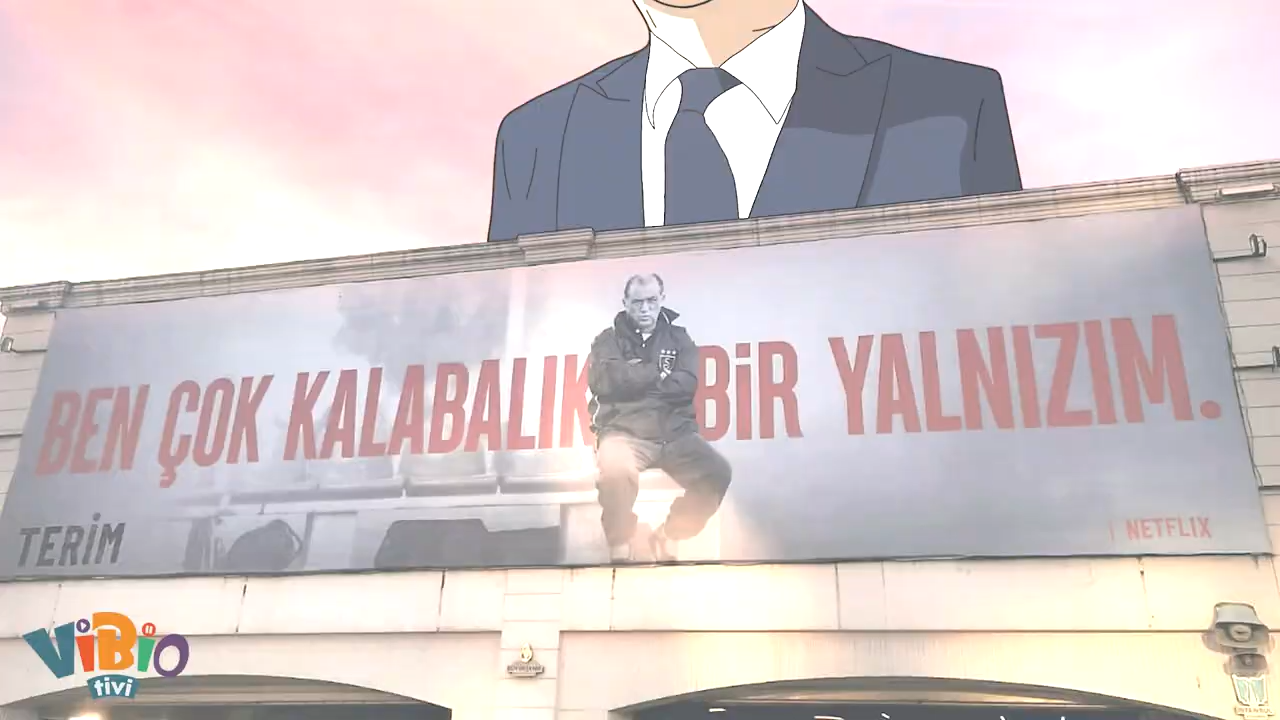 BEN ÇOK KALABALIK BİR YALNIZIM.
TERİM
NETFLIX
ViBiO
tivi